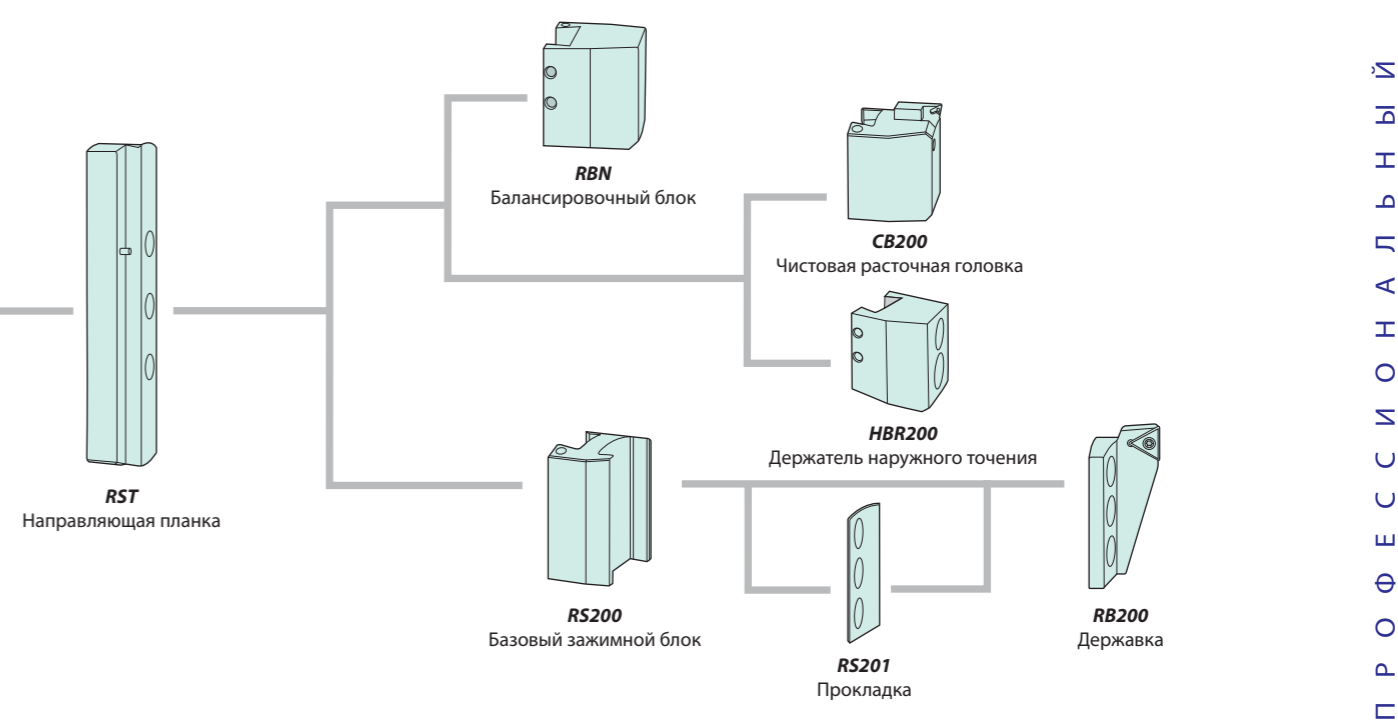 RBN
Балансировочный блок
CB200
Чистовая расточная головка
HBR200
Держатель наружного точения
RST
Направляющая планка
RS200
Базовый зажимной блок
RS201
Прокладка
RB200
Державка
ПРОФЕССИОНАЛЬНЫЙ